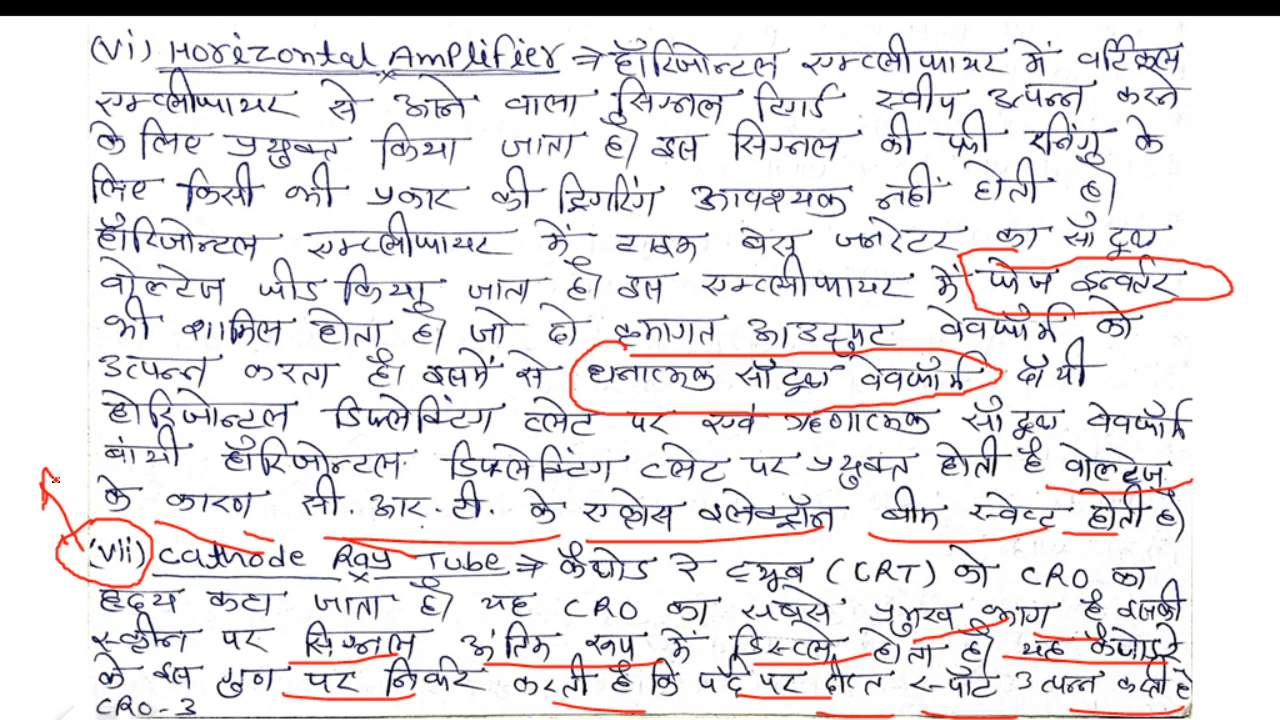 (vi) Horizontal Amplifier ⇒ हॉरिजोन्टल एम्प्लीफायर में वर्टिकल
एम्प्लीफायर से आने वाला सिग्नल ट्रिगर्ड स्वीप उत्पन्न करने
के लिए प्रयुक्त किया जाता है। इस सिग्नल की फ्री रनिंग के
लिए किसी भी प्रकार की ट्रिगरिंग आवश्यक नहीं होती है।
हॉरिजोन्टल एम्प्लीफायर में टाइम बेस जनरेटर का सॉ टूथ
वोल्टेज फीड किया जाता है। इस एम्प्लीफायर में फेज इन्वर्टर
भी शामिल होता है। जो दो क्रमागत आउटपुट वेवफॉर्म को
उत्पन्न करता है। इसमें से धनात्मक सॉ टूथ वेवफॉर्म दाँयी
होरिजोन्टल डिफ्लेक्टिंग प्लेट पर एवं ऋणात्मक सॉ टूथ वेवफॉर्म
बांयी हॉरिजोन्टल डिफ्लेक्टिंग प्लेट पर प्रयुक्त होती है वोल्टेज
के कारण सी. आर. टी. के एक्रोस इलेक्ट्रॉन बीम स्वेप्ट होती है।
(vii) Cathode Ray Tube ⇒ कैथोड रे ट्यूब (CRT) को CRO का
हृदय कहा जाता है। यह CRO का सबसे प्रमुख भाग है इसकी
स्क्रीन पर सिग्नल अंतिम रूप में डिस्प्ले होता है। यह कैथोड रे
के इस गुण पर निर्भर करती है कि पर्दे पर दीप्त स्पॉट उत्पन्न करती है
CRO-3